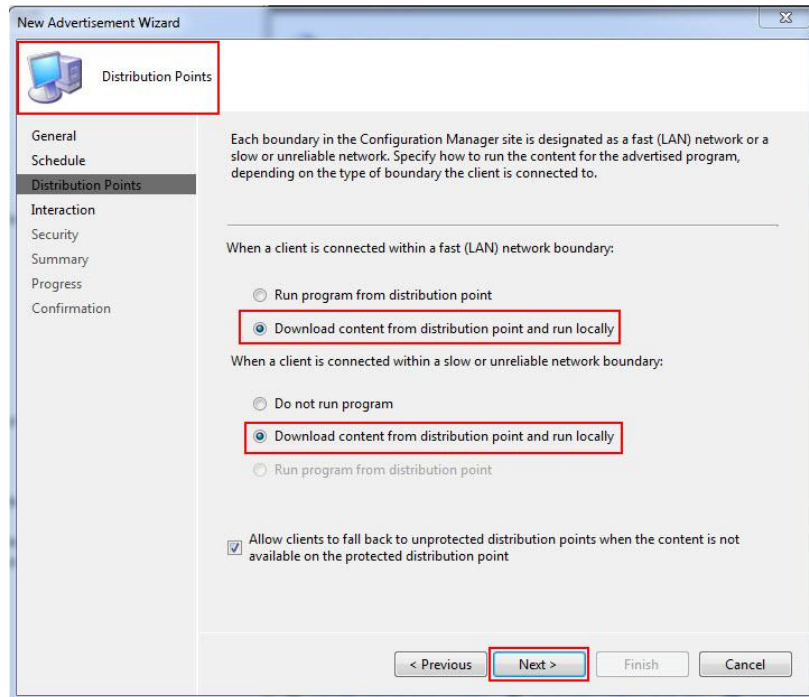 New Advertisement Wizard
Distribution Points
General
Schedule
Distribution Points
Interaction
Security
Summary
Progress
Confirmation
Each boundary in the Configuration Manager site is designated as a fast (LAN) network or a
slow or unreliable network. Specify how to run the content for the advertised program,
depending on the type of boundary the client is connected to.
When a client is connected within a fast (LAN) network boundary:
Run program from distribution point
Download content from distribution point and run locally
When a client is connected within a slow or unreliable network boundary:
Do not run program
Download content from distribution point and run locally
Run program from distribution point
Allow clients to fall back to unprotected distribution points when the content is not
available on the protected distribution point
< Previous
Next >
Finish
Cancel